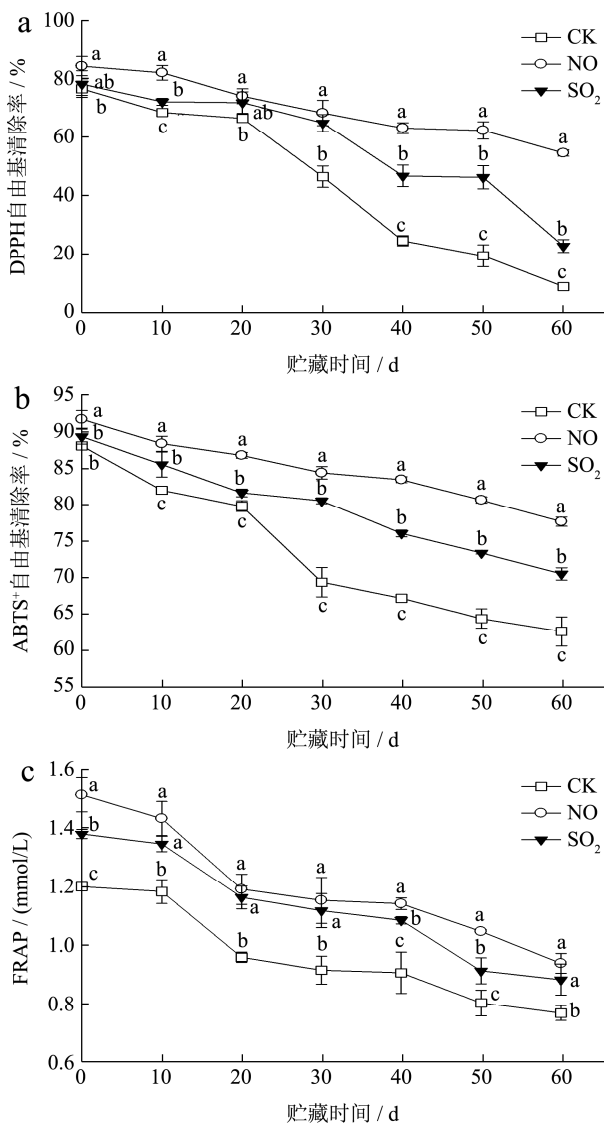 a
100
80
60
40
20
0
DPPH自由基清除率 / %
CK
NO
SO₂
a
a
a
a
a
a
a
ab
b
ab
b
b
b
b
b
c
b
b
c
c
c
0 10 20 30 40 50 60
贮藏时间 / d
b
95
90
85
80
75
70
65
60
55
ABTS⁺自由基清除率 / %
CK
NO
SO₂
a
a
a
a
a
a
a
b
b
b
b
b
b
b
b
c
c
c
c
c
c
0 10 20 30 40 50 60
贮藏时间 / d
c
1.6
1.4
1.2
1.0
0.8
0.6
FRAP / (mmol/L)
CK
NO
SO₂
a
a
a
a
a
a
a
b
a
a
a
b
b
a
c
b
b
b
c
c
b
0 10 20 30 40 50 60
贮藏时间 / d